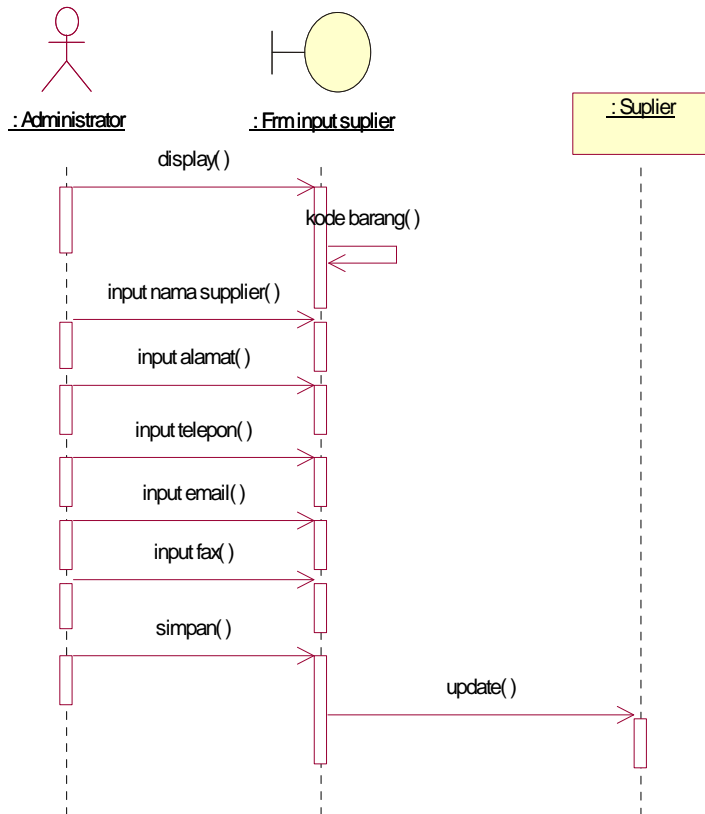 : Administrator
: Frm input suplier
: Suplier
display( )
kode barang( )
input nama supplier( )
input alamat( )
input telepon( )
input email( )
input fax( )
simpan( )
update( )